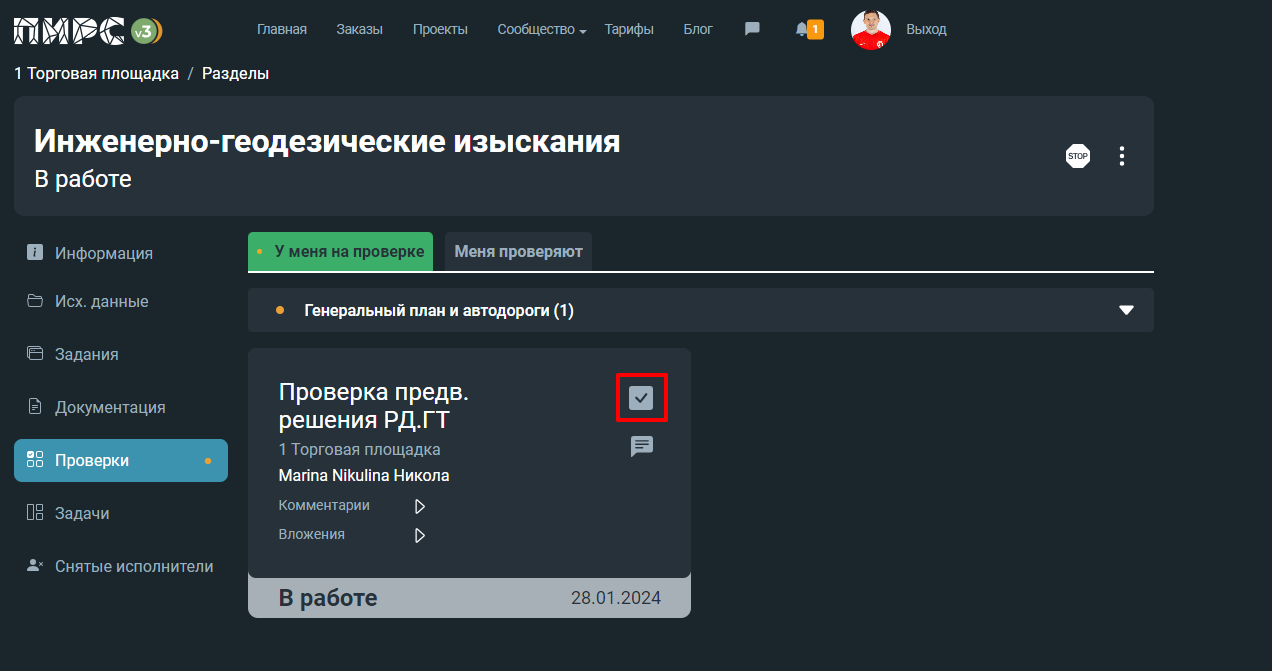 ПИРС v3
Главная Заказы Проекты Сообщество Тарифы Блог 1 Выход
1 Торговая площадка / Разделы
Инженерно-геодезические изыскания
В работе
STOP
Информация
Исх. данные
Задания
Документация
Проверки
Задачи
Снятые исполнители
У меня на проверке Меня проверяют
Генеральный план и автодороги (1)
Проверка предв.
решения РД.ГТ
1 Торговая площадка
Marina Nikulina Никола
Комментарии
Вложения
В работе 28.01.2024